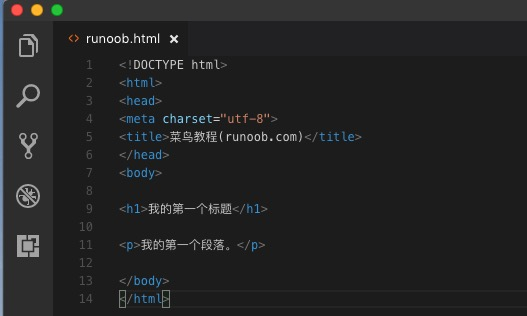 runoob.html
1 <!DOCTYPE html>
2 <html>
3 <head>
4 <meta charset="utf-8">
5 <title>菜鸟教程(runoob.com)</title>
6 </head>
7 <body>
8
9 <h1>我的第一个标题</h1>
10
11 <p>我的第一个段落。</p>
12
13 </body>
14 </html>